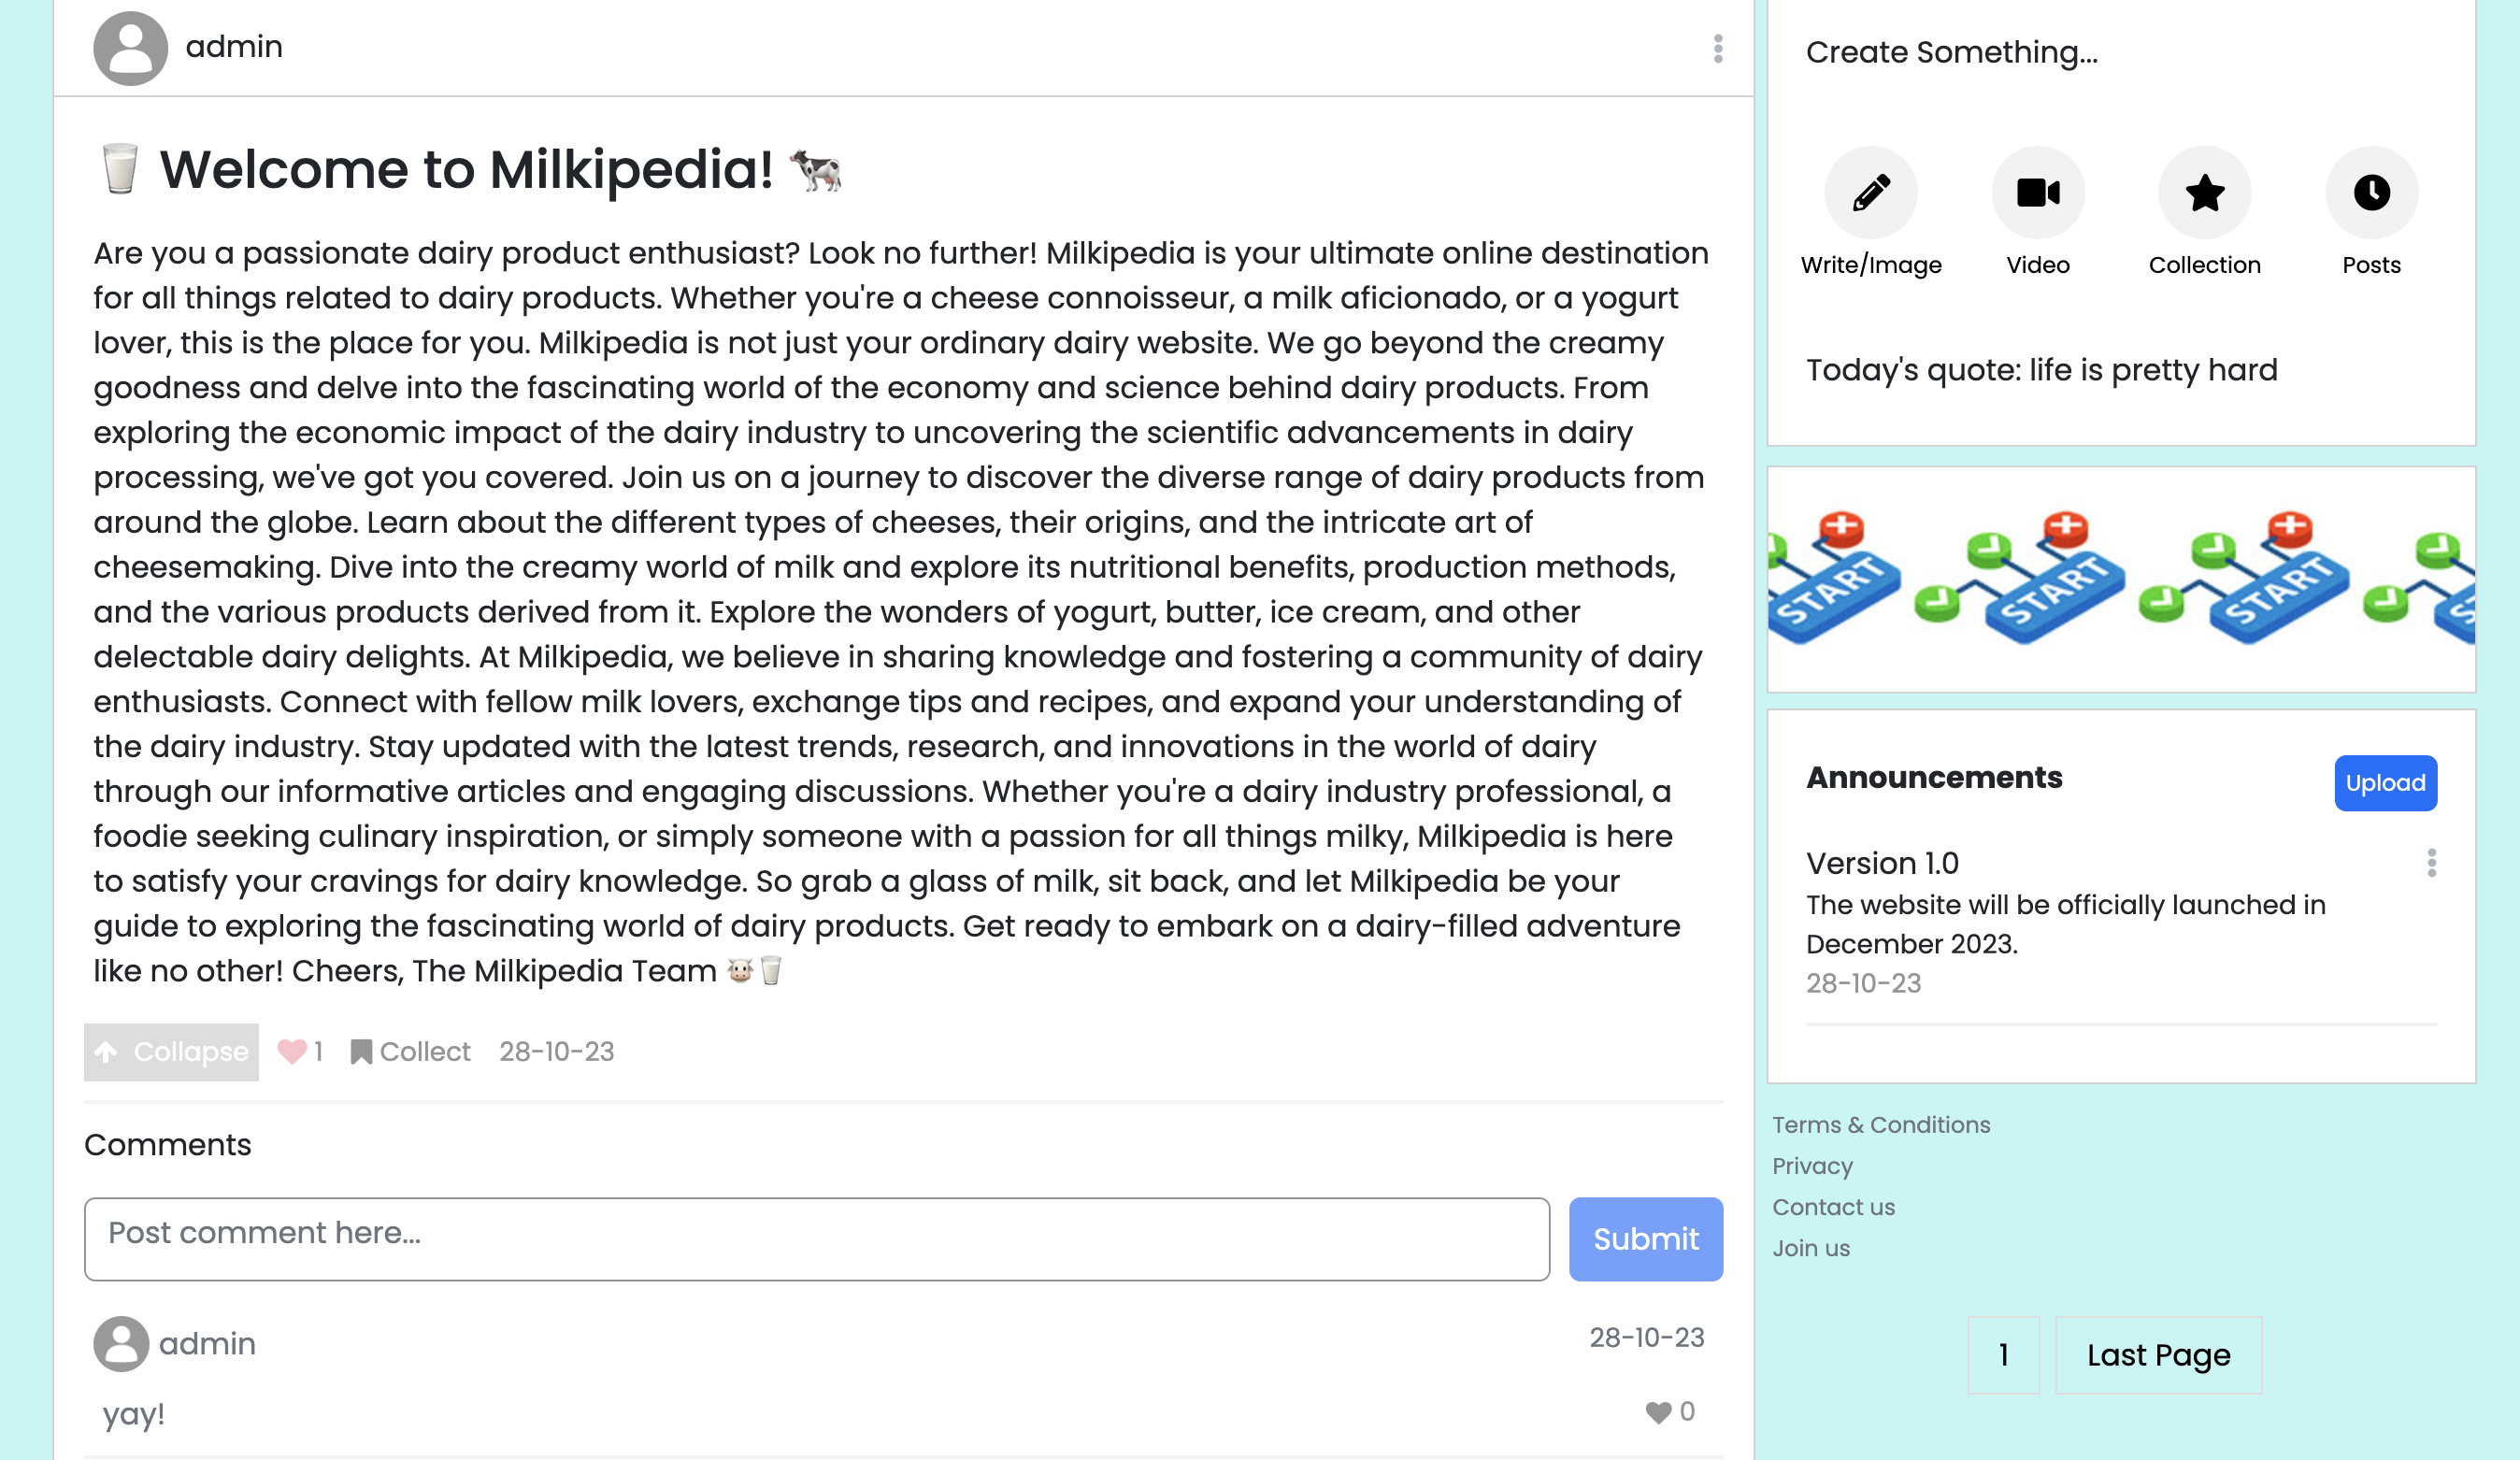 admin
🥛 Welcome to Milkipedia! 🐄
Are you a passionate dairy product enthusiast? Look no further! Milkipedia is your ultimate online destination
for all things related to dairy products. Whether you're a cheese connoisseur, a milk aficionado, or a yogurt
lover, this is the place for you. Milkipedia is not just your ordinary dairy website. We go beyond the creamy
goodness and delve into the fascinating world of the economy and science behind dairy products. From
exploring the economic impact of the dairy industry to uncovering the scientific advancements in dairy
processing, we've got you covered. Join us on a journey to discover the diverse range of dairy products from
around the globe. Learn about the different types of cheeses, their origins, and the intricate art of
cheesemaking. Dive into the creamy world of milk and explore its nutritional benefits, production methods,
and the various products derived from it. Explore the wonders of yogurt, butter, ice cream, and other
delectable dairy delights. At Milkipedia, we believe in sharing knowledge and fostering a community of dairy
enthusiasts. Connect with fellow milk lovers, exchange tips and recipes, and expand your understanding of
the dairy industry. Stay updated with the latest trends, research, and innovations in the world of dairy
through our informative articles and engaging discussions. Whether you're a dairy industry professional, a
foodie seeking culinary inspiration, or simply someone with a passion for all things milky, Milkipedia is here
to satisfy your cravings for dairy knowledge. So grab a glass of milk, sit back, and let Milkipedia be your
guide to exploring the fascinating world of dairy products. Get ready to embark on a dairy-filled adventure
like no other! Cheers, The Milkipedia Team 🐮🥛
Collapse 1 Collect 28-10-23
Comments
Post comment here...
Submit
admin
28-10-23
yay!
0
Create Something...
Write/Image
Video
Collection
Posts
Today's quote: life is pretty hard
START
START
START
S
Announcements
Upload
Version 1.0
The website will be officially launched in
December 2023.
28-10-23
Terms & Conditions
Privacy
Contact us
Join us
1
Last Page